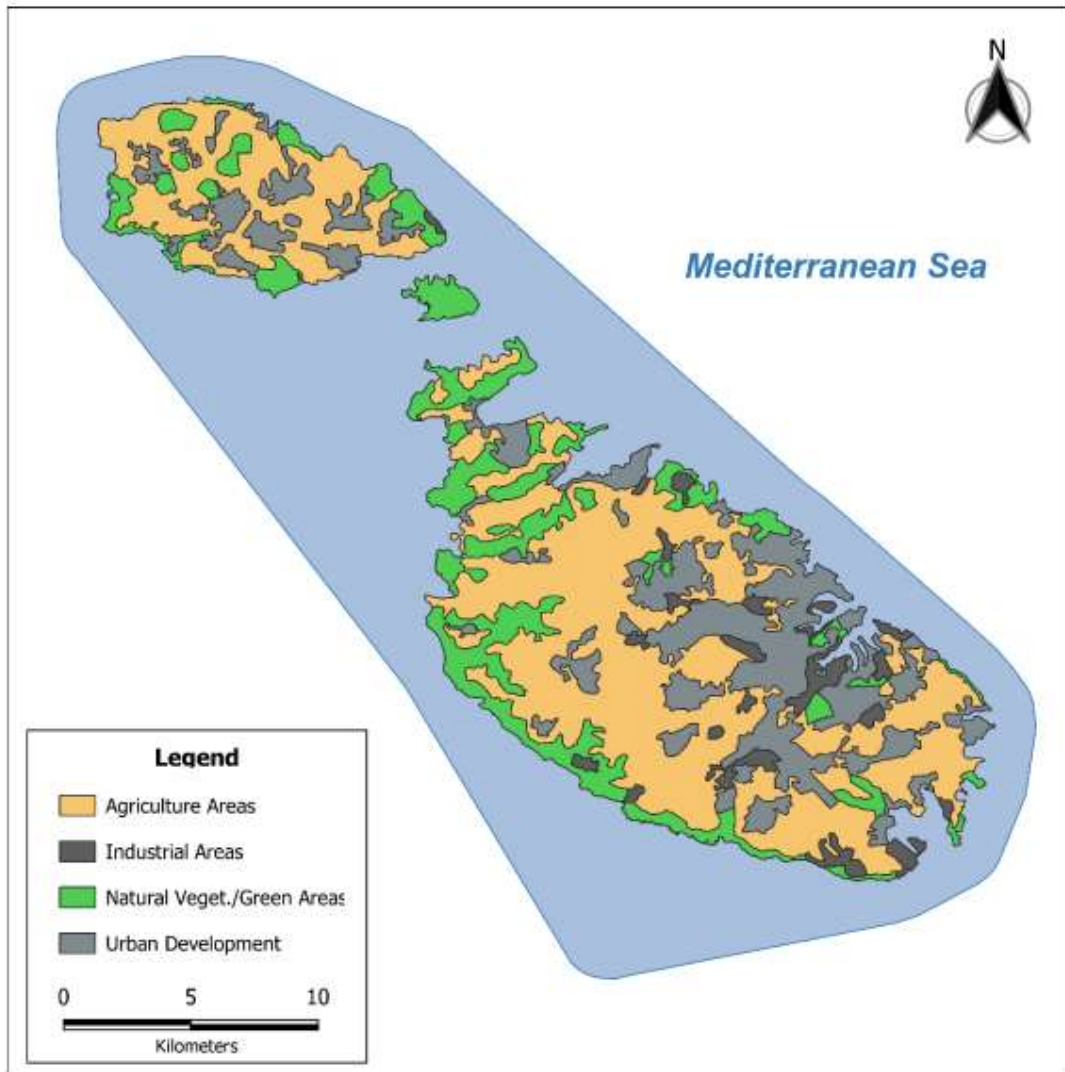 N
Mediterranean Sea
Legend
Agriculture Areas
Industrial Areas
Natural Veget./Green Areas
Urban Development
0 5 10
Kilometers